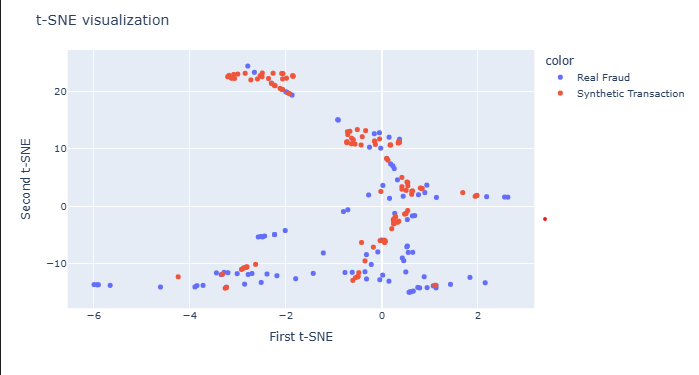 t-SNE visualization
color
Real Fraud
Synthetic Transaction
Second t-SNE
20
10
0
−10
−6
−4
−2
0
2
First t-SNE